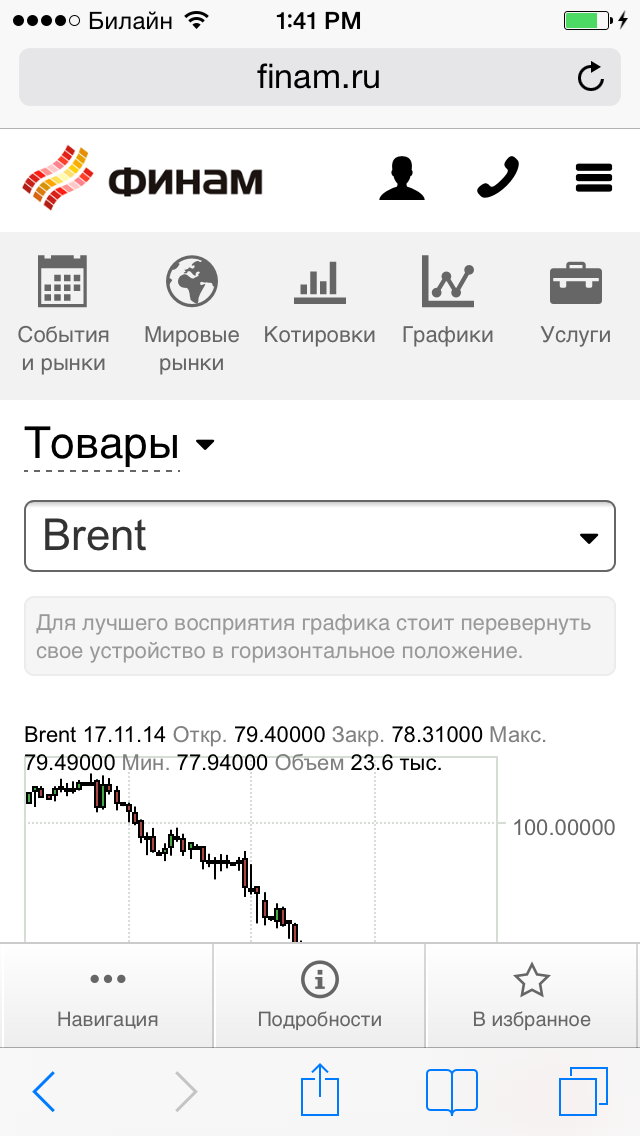 Билайн 1:41 PM
finam.ru
ФИНАМ
События
и рынки
Мировые
рынки
Котировки
Графики
Услуги
Товары
Brent
Для лучшего восприятия графика стоит перевернуть
свое устройство в горизонтальное положение.
Brent 17.11.14 Откр. 79.40000 Закр. 78.31000 Макс.
79.49000 Мин. 77.94000 Объем 23.6 тыс.
100.00000
Навигация
Подробности
В избранное